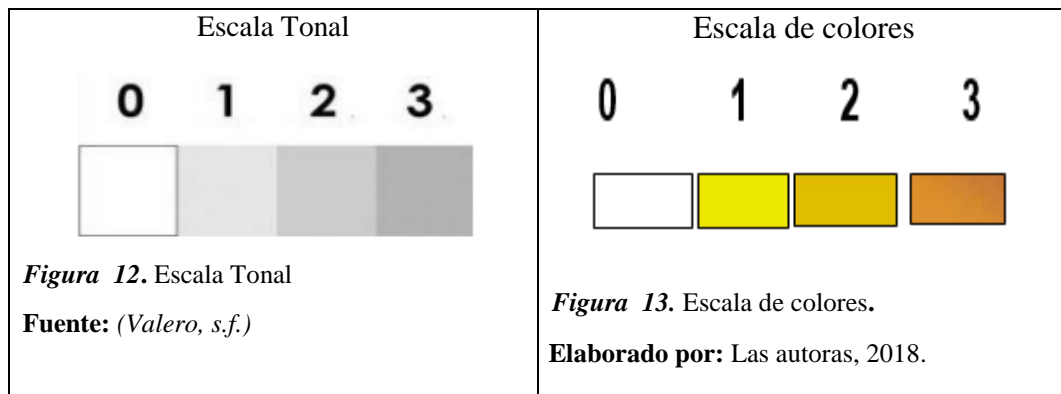 Escala Tonal
0 1 2 3
Figura 12. Escala Tonal
Fuente: (Valero, s.f.)
Escala de colores
0 1 2 3
Figura 13. Escala de colores.
Elaborado por: Las autoras, 2018.